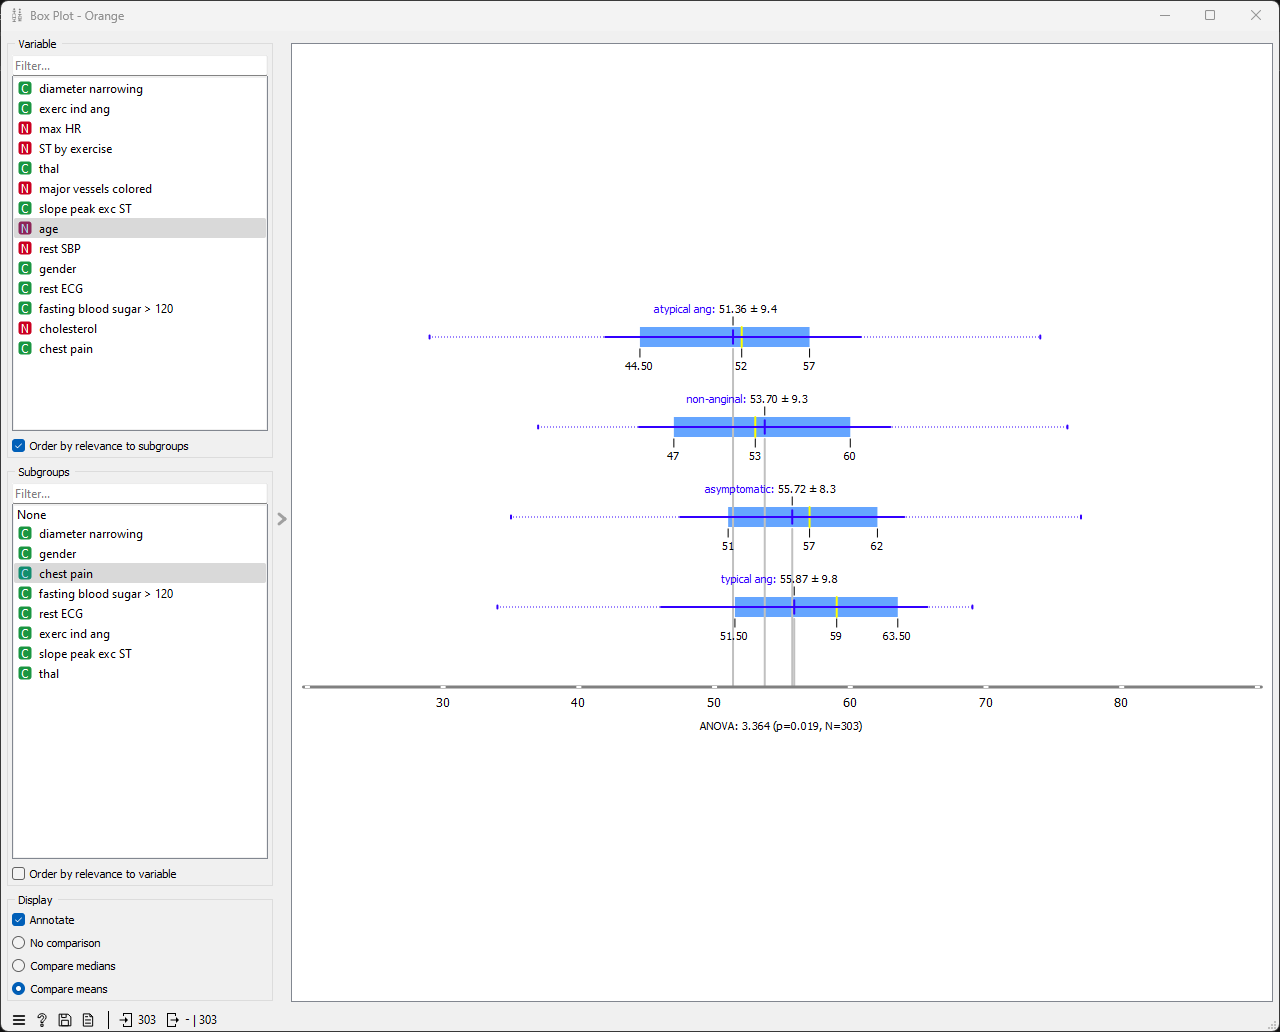 Box Plot - Orange
Variable
Filter...
C diameter narrowing
C exerc ind ang
N max HR
N ST by exercise
C thal
N major vessels colored
C slope peak exc ST
N age
N rest SBP
C gender
C rest ECG
C fasting blood sugar > 120
N cholesterol
C chest pain
Order by relevance to subgroups
Subgroups
Filter...
None
C diameter narrowing
C gender
C chest pain
C fasting blood sugar > 120
C rest ECG
C exerc ind ang
C slope peak exc ST
C thal
Order by relevance to variable
Display
Annotate
No comparison
Compare medians
Compare means
? 303 - | 303
atypical ang: 51.36 ± 9.4
44.50 52 57
non-anginal: 53.70 ± 9.3
47 53 60
asymptomatic: 55.72 ± 8.3
51 57 62
typical ang: 55.87 ± 9.8
51.50 59 63.50
30 40 50 60 70 80
ANOVA: 3.364 (p=0.019, N=303)